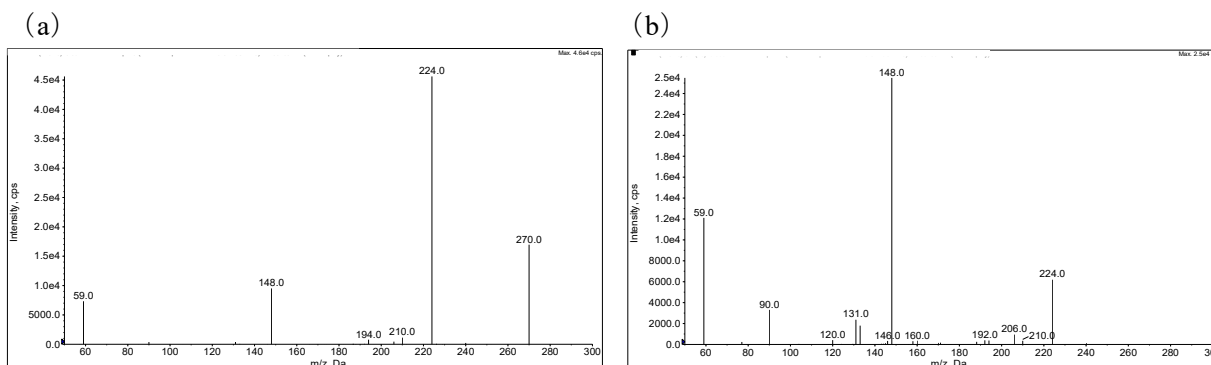 (a)
Max. 4.6e4 cps.
4.5e4
4.0e4
3.5e4
3.0e4
2.5e4
2.0e4
1.5e4
1.0e4
5000.0
0.0
Intensity, cps
224.0
270.0
148.0
59.0
194.0
210.0
60 80 100 120 140 160 180 200 220 240 260 280 300
m/z, Da
(b)
Max. 2.5e4
2.5e4
2.4e4
2.2e4
2.0e4
1.8e4
1.6e4
1.4e4
1.2e4
1.0e4
8000.0
6000.0
4000.0
2000.0
0.0
Intensity, cps
148.0
59.0
224.0
90.0
131.0
120.0
146.0
160.0
192.0
206.0
210.0
60 80 100 120 140 160 180 200 220 240 260 280 30
m/z, Da